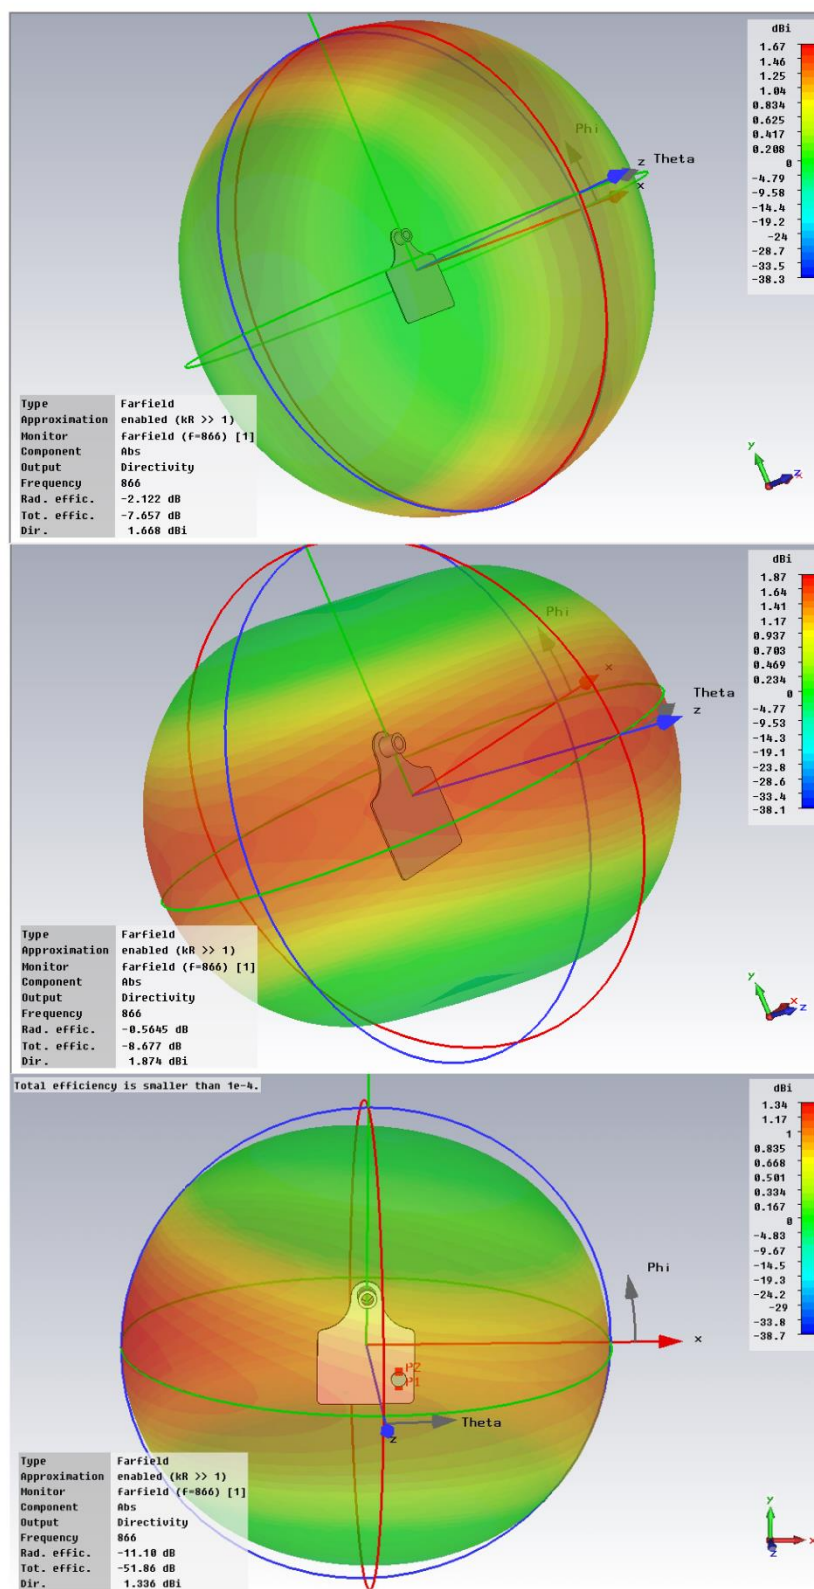 dBi
1.67
1.46
1.25
1.04
0.834
0.625
0.417
0.208
0
-4.79
-9.58
-14.4
-19.2
-24
-28.7
-33.5
-38.3
Phi
z Theta
x
Type Farfield
Approximation enabled (kR >> 1)
Monitor farfield (f=866) [1]
Component Abs
Output Directivity
Frequency 866
Rad. effic. -2.122 dB
Tot. effic. -7.657 dB
Dir. 1.668 dBi
y
z
x
dBi
1.87
1.64
1.41
1.17
0.937
0.703
0.469
0.234
0
-4.77
-9.53
-14.3
-19.1
-23.8
-28.6
-33.4
-38.1
Phi
x
Theta
z
Type Farfield
Approximation enabled (kR >> 1)
Monitor farfield (f=866) [1]
Component Abs
Output Directivity
Frequency 866
Rad. effic. -0.5645 dB
Tot. effic. -8.677 dB
Dir. 1.874 dBi
y
x
z
Total efficiency is smaller than 1e-4.
dBi
1.34
1.17
1
0.835
0.668
0.501
0.334
0.167
0
-4.83
-9.67
-14.5
-19.3
-24.2
-29
-33.8
-38.7
Phi
x
P2
P1
Theta
z
Type Farfield
Approximation enabled (kR >> 1)
Monitor farfield (f=866) [1]
Component Abs
Output Directivity
Frequency 866
Rad. effic. -11.10 dB
Tot. effic. -51.86 dB
Dir. 1.336 dBi
y
x
z